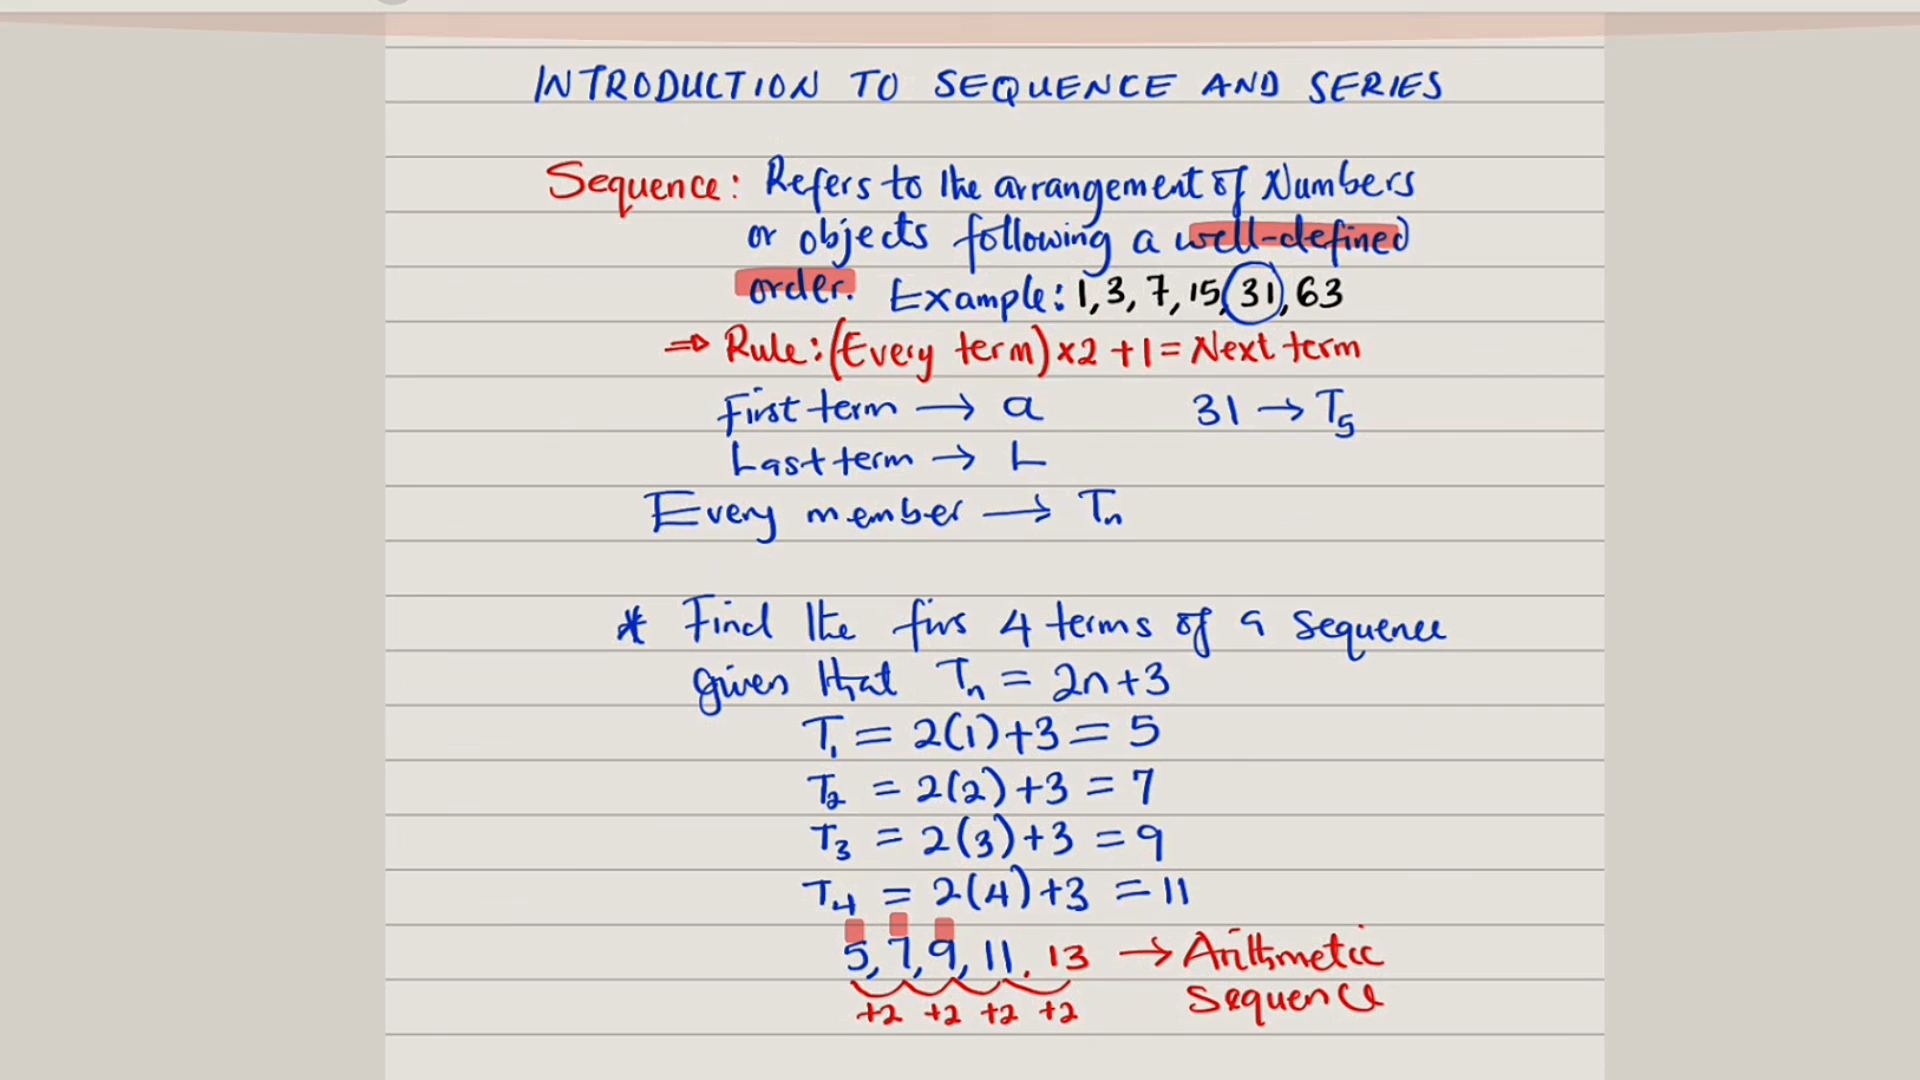 INTRODUCTION TO SEQUENCE AND SERIES
Sequence: Refers to the arrangement of Numbers
or objects following a well-defined
order. Example: 1, 3, 7, 15, 31, 63
⇒ Rule: (Every term) × 2 + 1 = Next term
First term → a 31 → T₅
Last term → L
Every member → Tₙ
* Find the firs 4 terms of a sequence
given that Tₙ = 2n+3
T₁ = 2(1)+3 = 5
T₂ = 2(2)+3 = 7
T₃ = 2(3)+3 = 9
T₄ = 2(4)+3 = 11
5, 7, 9, 11, 13 → Arithmetic
+2 +2 +2 +2 Sequence